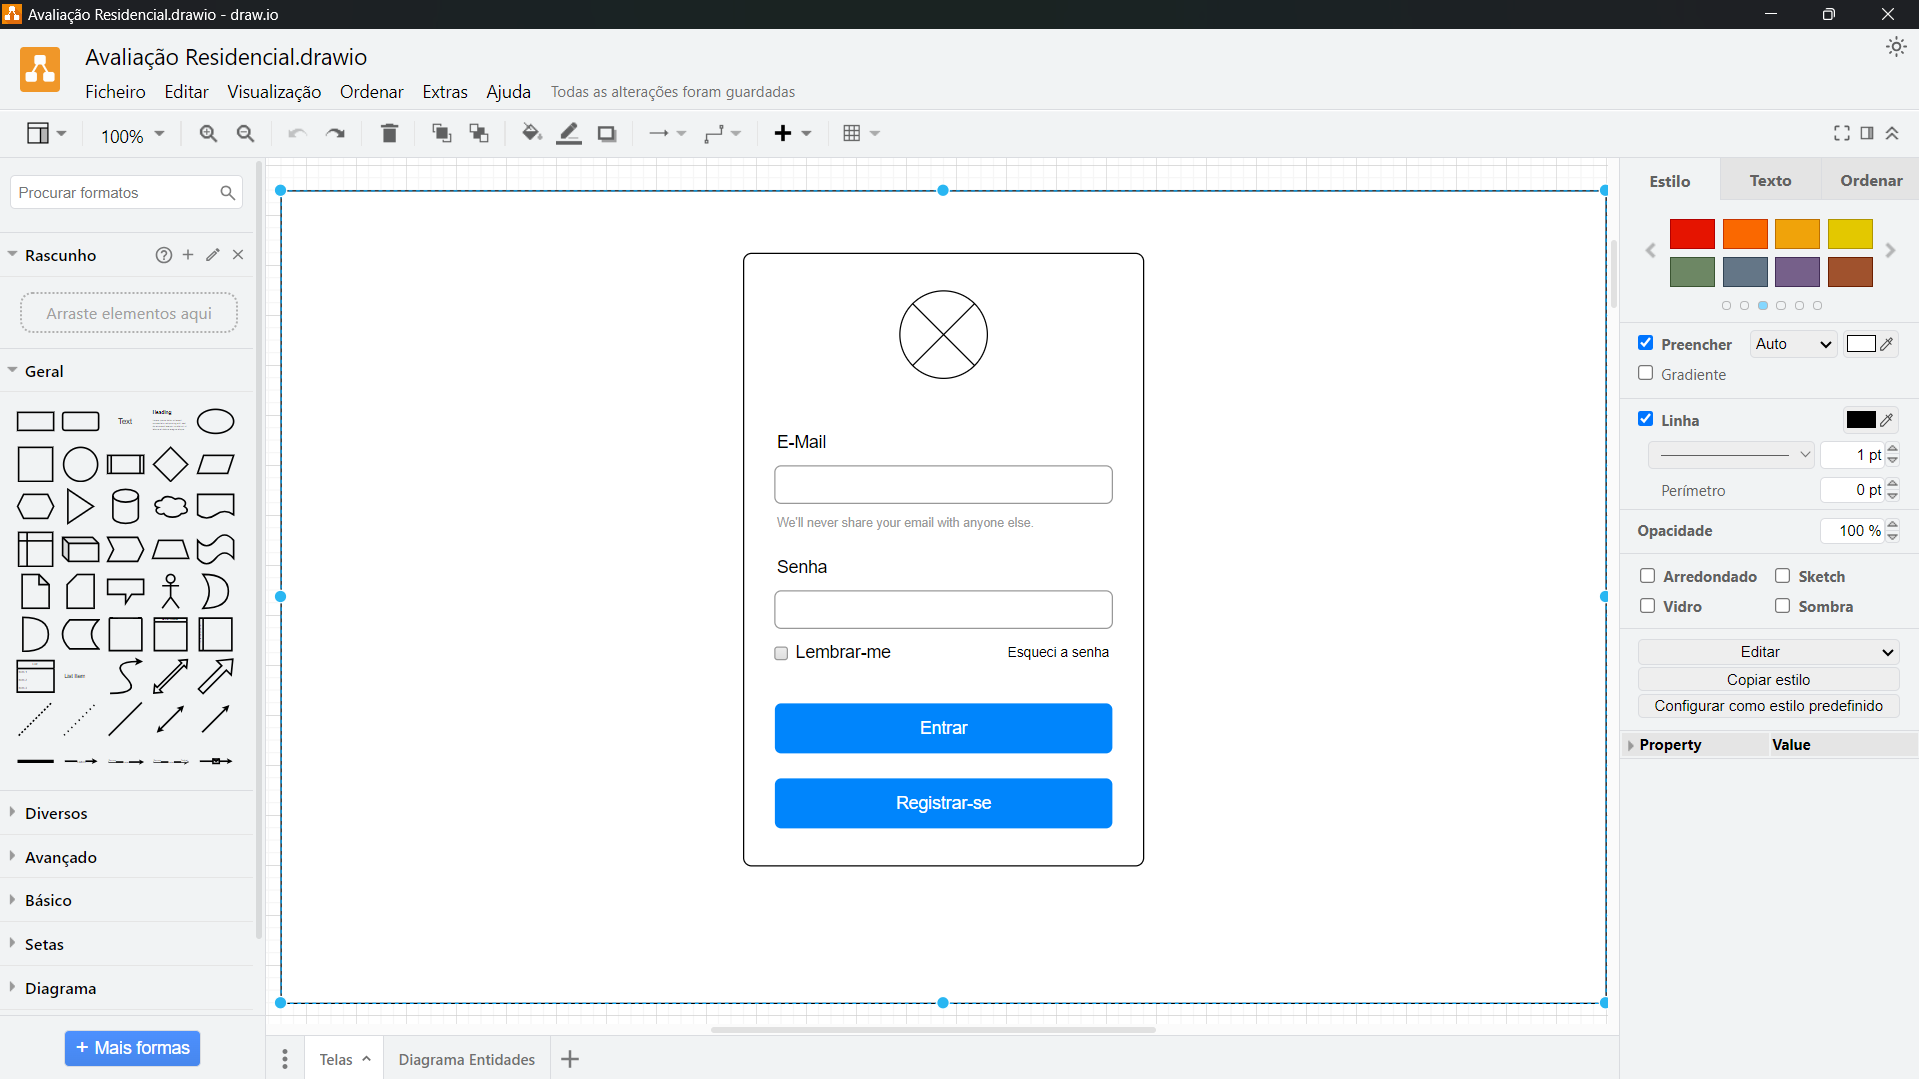 Avaliação Residencial.drawio - draw.io
Avaliação Residencial.drawio
Ficheiro Editar Visualização Ordenar Extras Ajuda Todas as alterações foram guardadas
100%
Procurar formatos
Rascunho
Arraste elementos aqui
Geral
Text
Heading
List Item
Diversos
Avançado
Básico
Setas
Diagrama
+ Mais formas
E-Mail
We'll never share your email with anyone else.
Senha
Lembrar-me
Esqueci a senha
Entrar
Registrar-se
Telas
Diagrama Entidades
Estilo Texto Ordenar
Preencher Auto
Gradiente
Linha
1 pt
Perímetro 0 pt
Opacidade 100 %
Arredondado Sketch
Vidro Sombra
Editar
Copiar estilo
Configurar como estilo predefinido
Property Value